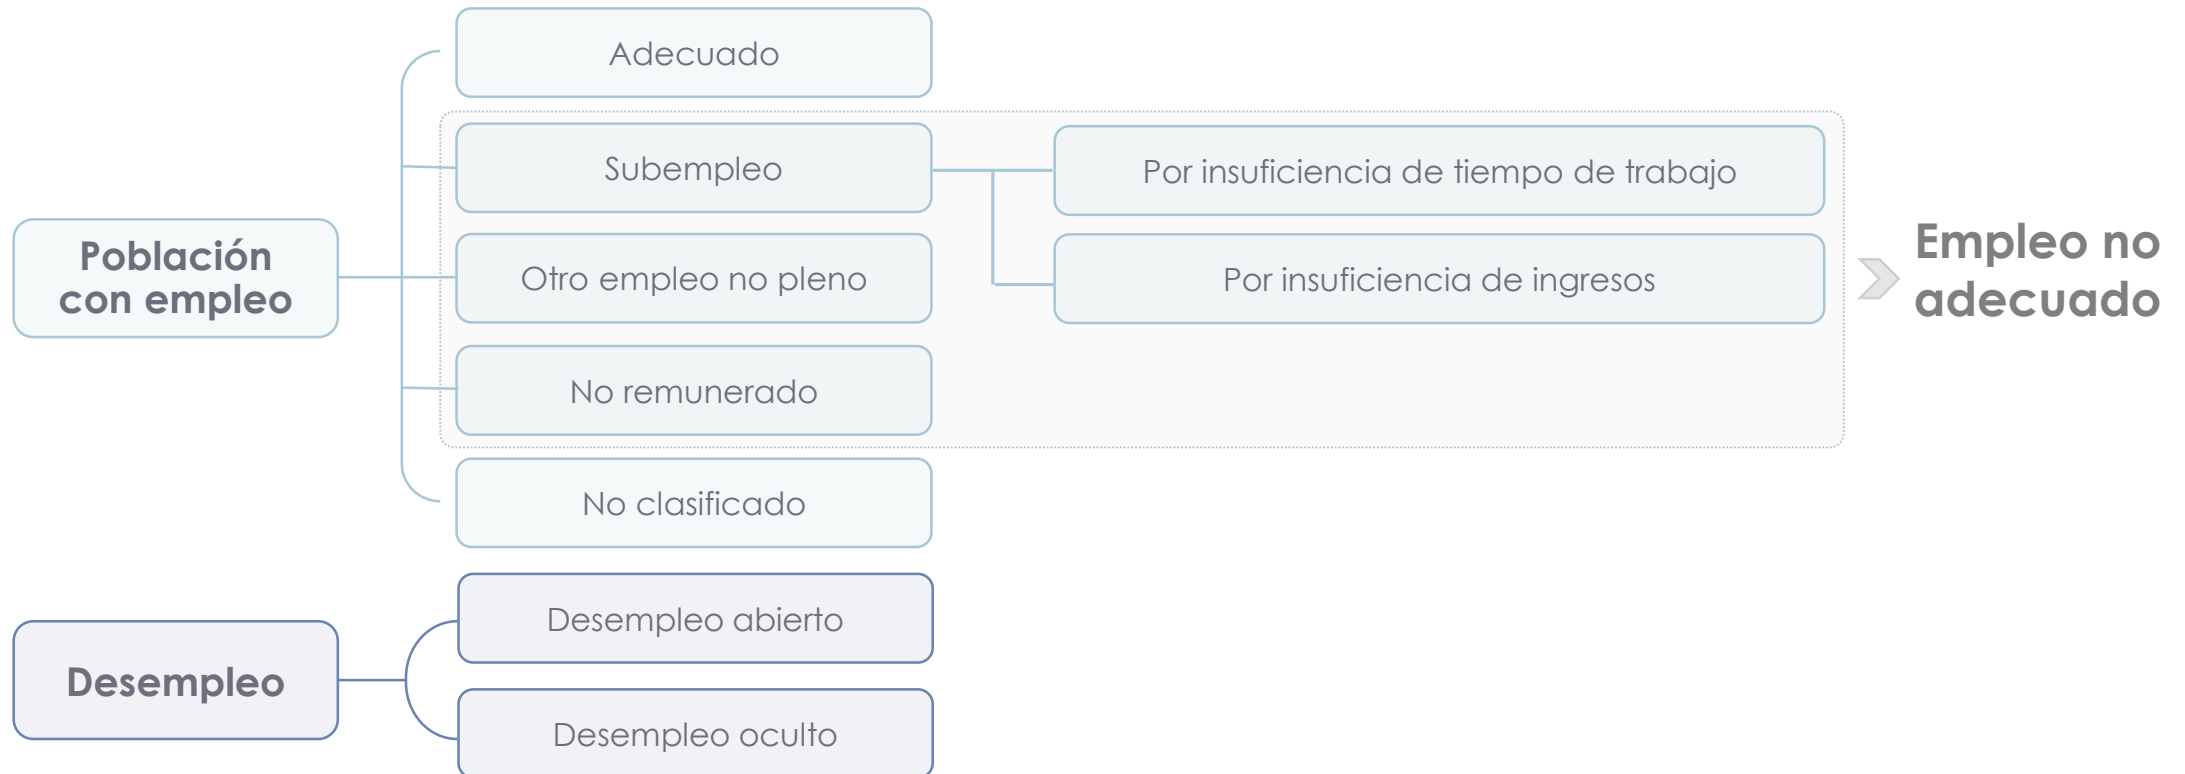 Adecuado
Subempleo
Por insuficiencia de tiempo de trabajo
Población
con empleo
Otro empleo no pleno
Por insuficiencia de ingresos
Empleo no
adecuado
No remunerado
No clasificado
Desempleo
Desempleo abierto
Desempleo oculto